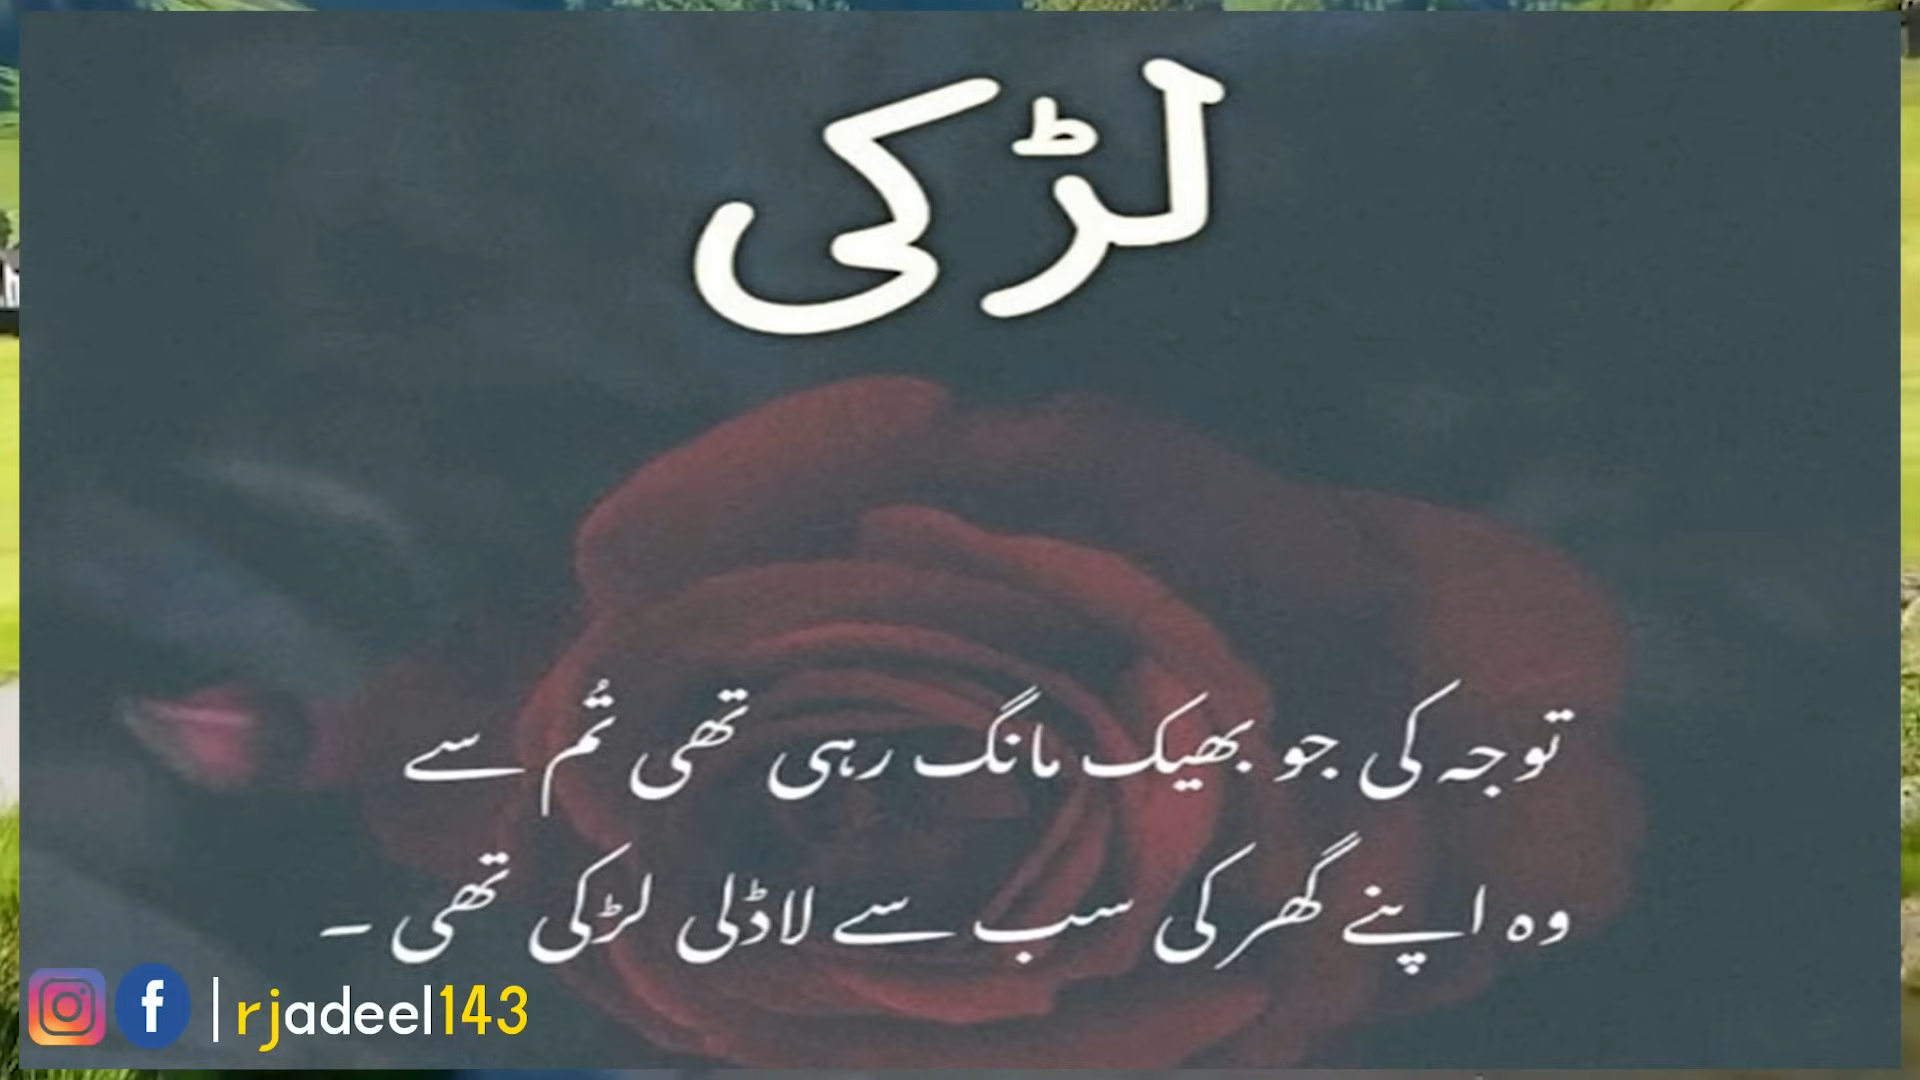 لڑکی
توجہ کی جو بھیک مانگ رہی تھی تُم سے
وہ اپنے گھر کی سب سے لاڈلی لڑکی تھی ۔
rjadeel143